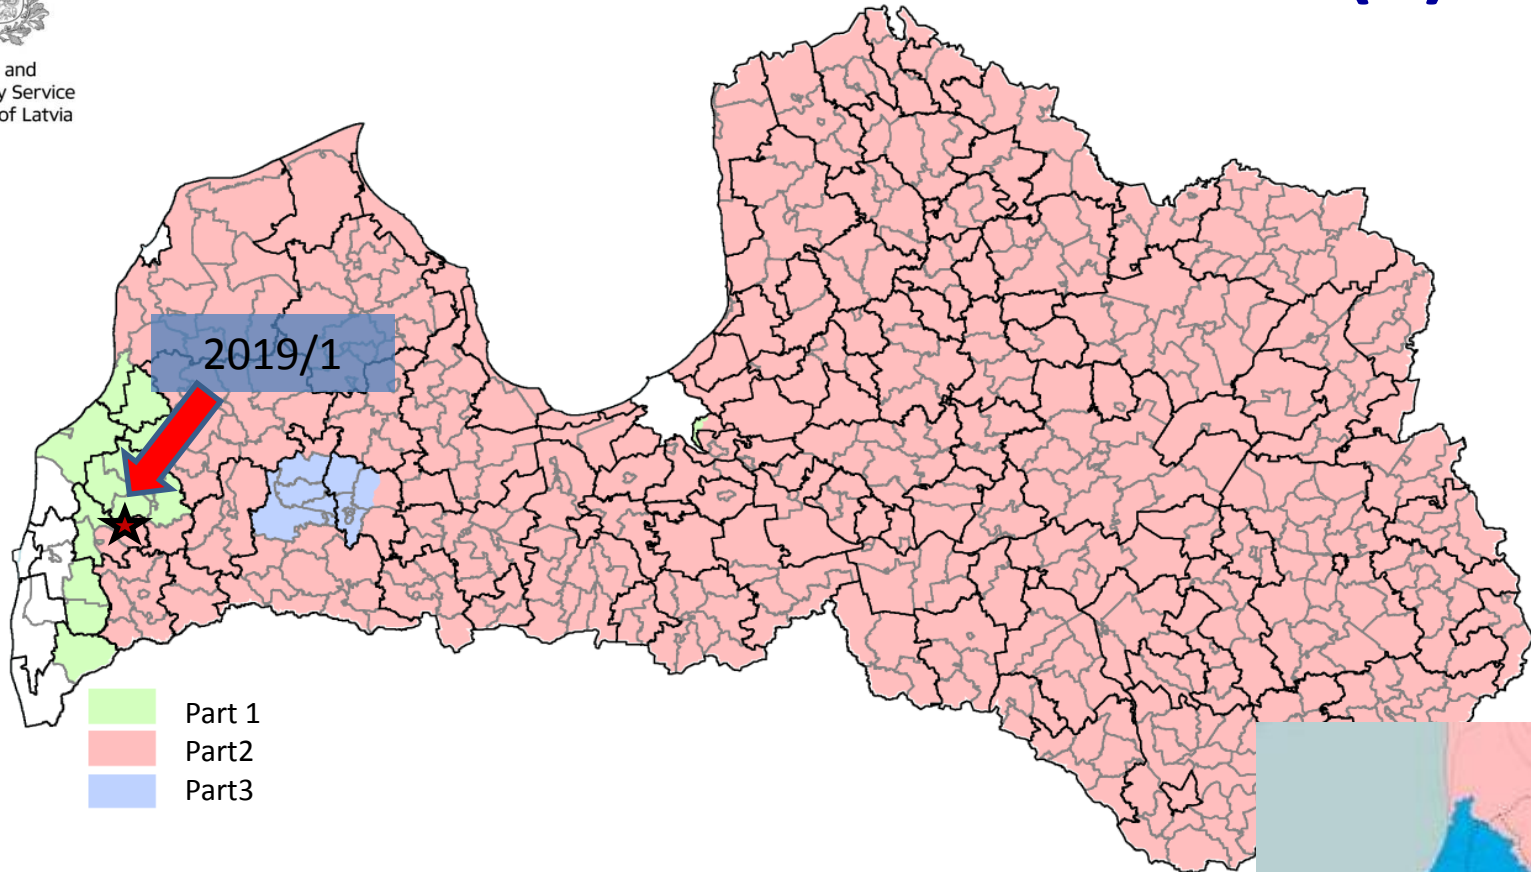 and
y Service
of Latvia
2019/1
Part 1
Part2
Part3